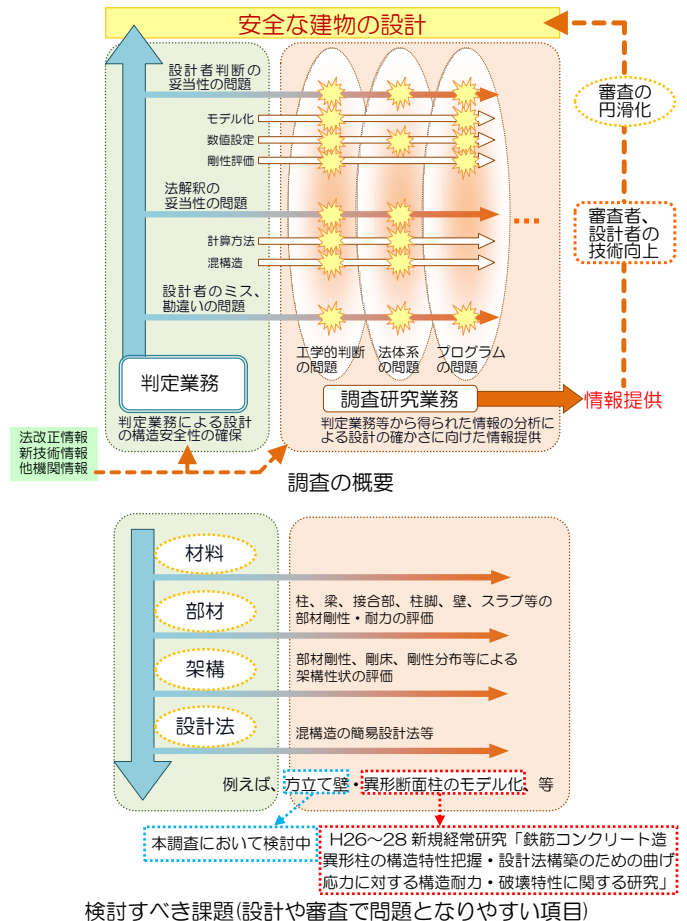 安全な建物の設計
設計者判断の
妥当性の問題
モデル化
数値設定
剛性評価
法解釈の
妥当性の問題
計算方法
混構造
設計者のミス、
勘違いの問題
工学的判断
の問題
法体系
の問題
プログラム
の問題
…
審査の
円滑化
審査者、
設計者の
技術向上
判定業務
判定業務による設計
の構造安全性の確保
調査研究業務
判定業務等から得られた情報の分析に
よる設計の確かさに向けた情報提供
情報提供
法改正情報
新技術情報
他機関情報
調査の概要
材料
部材
柱、梁、接合部、柱脚、壁、スラブ等の
部材剛性・耐力の評価
架構
部材剛性、剛床、剛性分布等による
架構性状の評価
設計法
混構造の簡易設計法等
例えば、方立て壁・異形断面柱のモデル化、等
本調査において検討中
H26~28 新規経常研究「鉄筋コンクリート造
異形柱の構造特性把握・設計法構築のための曲げ
応力に対する構造耐力・破壊特性に関する研究」
検討すべき課題(設計や審査で問題となりやすい項目)